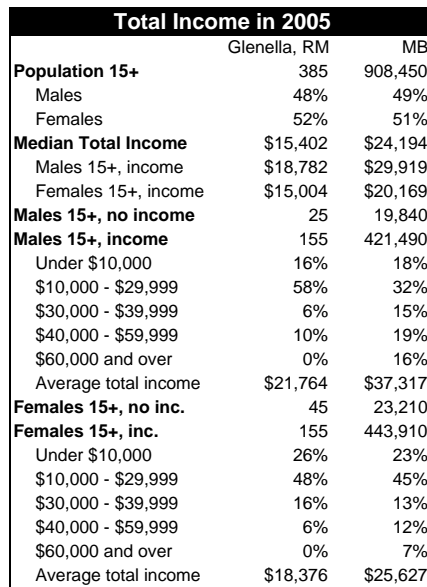 Total Income in 2005
Glenella, RM MB
Population 15+ 385 908,450
Males 48% 49%
Females 52% 51%
Median Total Income $15,402 $24,194
Males 15+, income $18,782 $29,919
Females 15+, income $15,004 $20,169
Males 15+, no income 25 19,840
Males 15+, income 155 421,490
Under $10,000 16% 18%
$10,000 - $29,999 58% 32%
$30,000 - $39,999 6% 15%
$40,000 - $59,999 10% 19%
$60,000 and over 0% 16%
Average total income $21,764 $37,317
Females 15+, no inc. 45 23,210
Females 15+, inc. 155 443,910
Under $10,000 26% 23%
$10,000 - $29,999 48% 45%
$30,000 - $39,999 16% 13%
$40,000 - $59,999 6% 12%
$60,000 and over 0% 7%
Average total income $18,376 $25,627